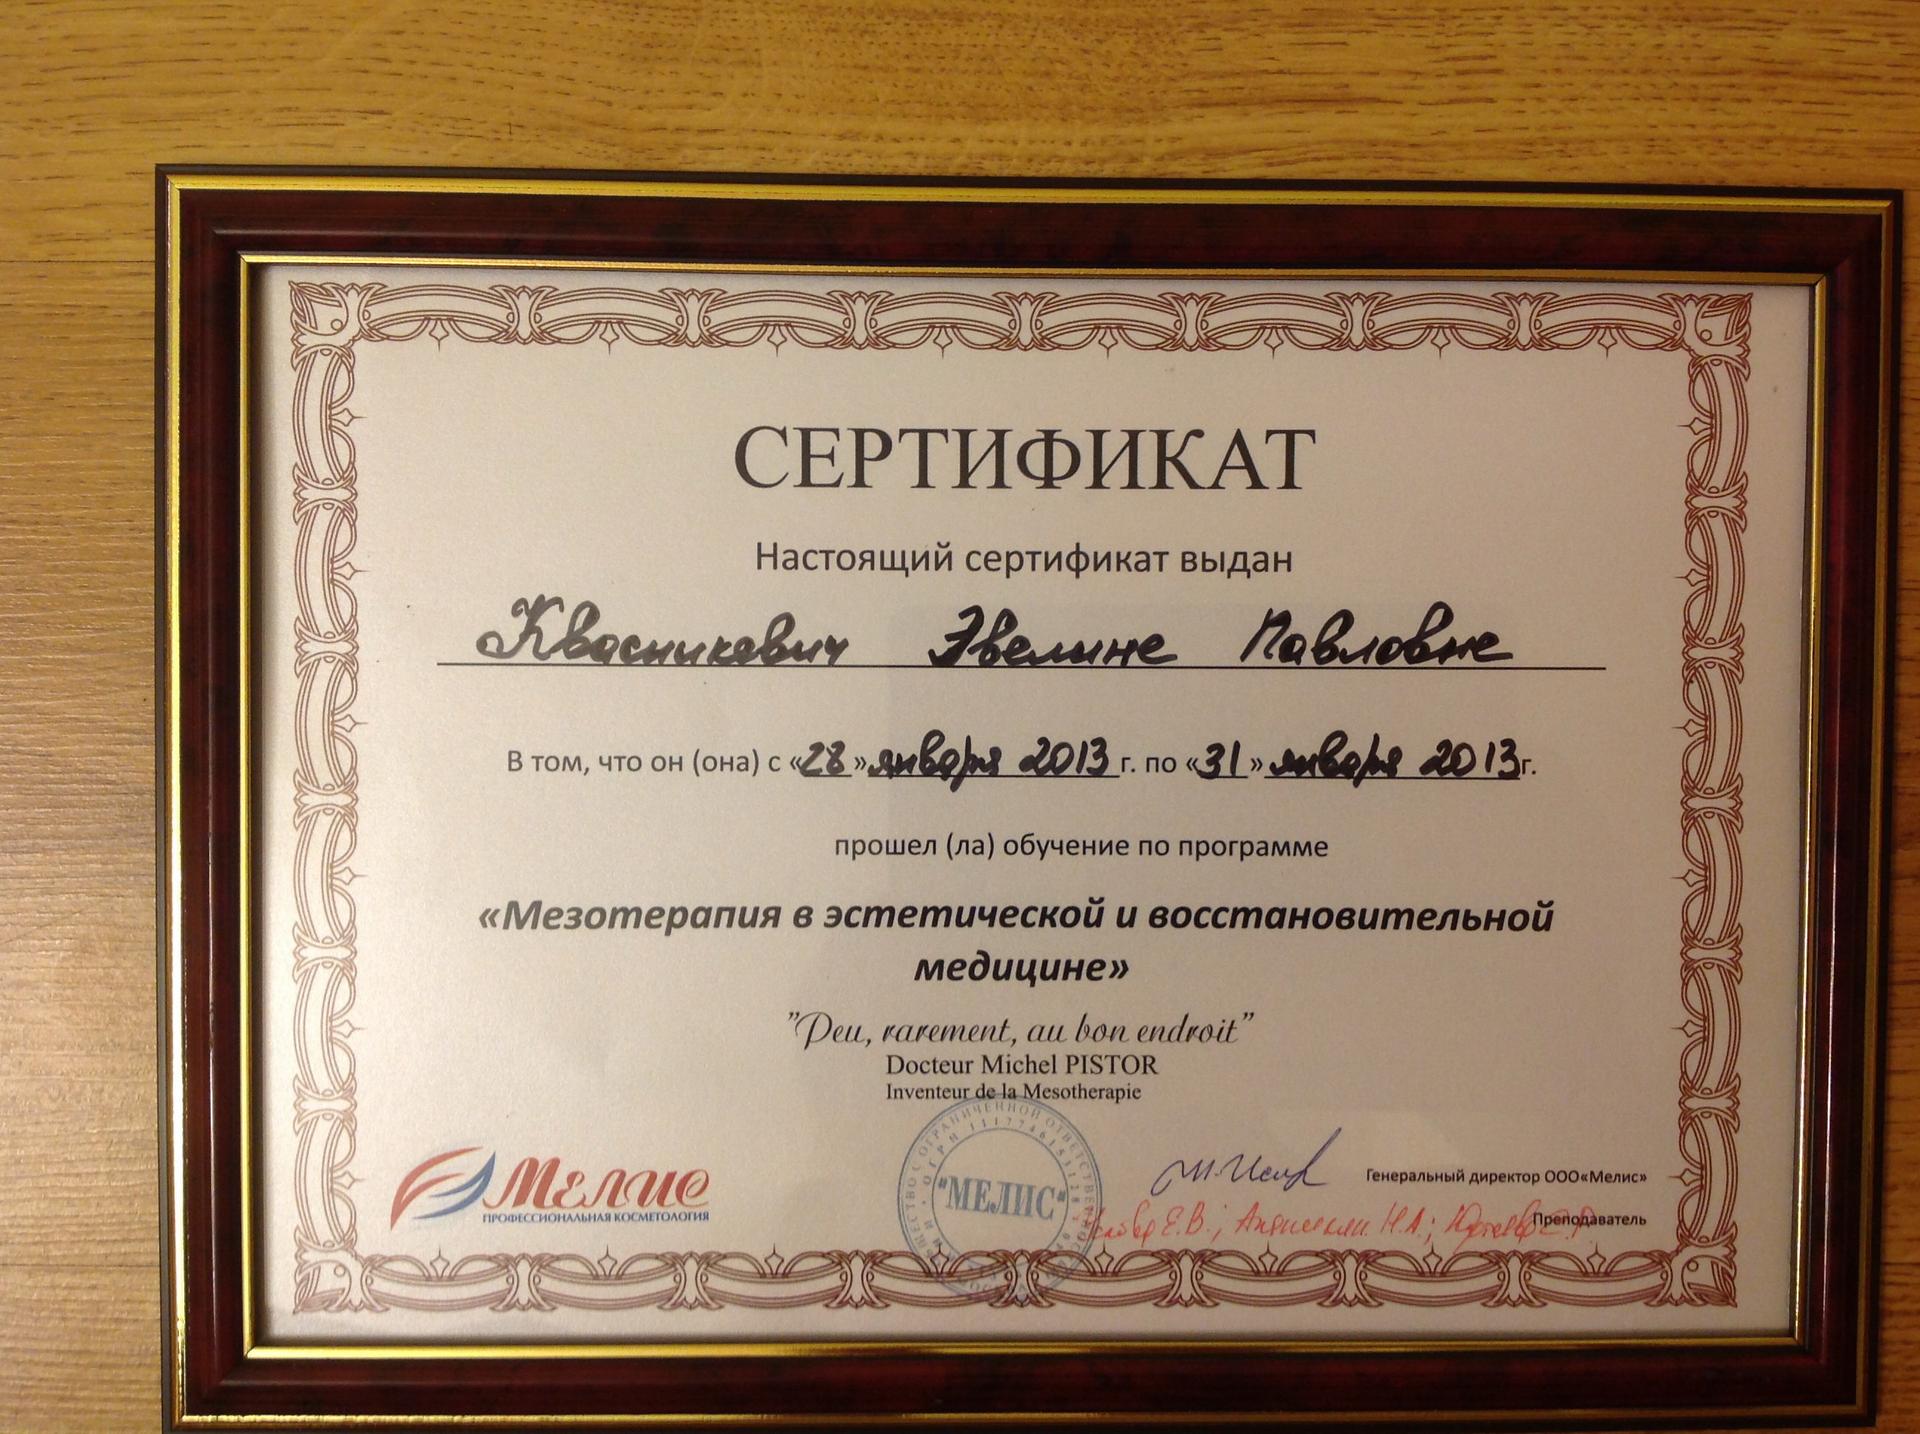 СЕРТИФИКАТ
Настоящий сертификат выдан
Квасникевич Эвелине Павловне
В том, что он (она) с «28» января 2013 г. по «31» января 2013г.
прошел (ла) обучение по программе
«Мезотерапия в эстетической и восстановительной
медицине»
"Peu, rarement, au bon endroit"
Docteur Michel PISTOR
Inventeur de la Mesotherapie
Мелис
ПРОФЕССИОНАЛЬНАЯ КОСМЕТОЛОГИЯ
"МЕЛИС"
Генеральный директор ООО«Мелис»
Е.В.; Н.А.;
Преподаватель